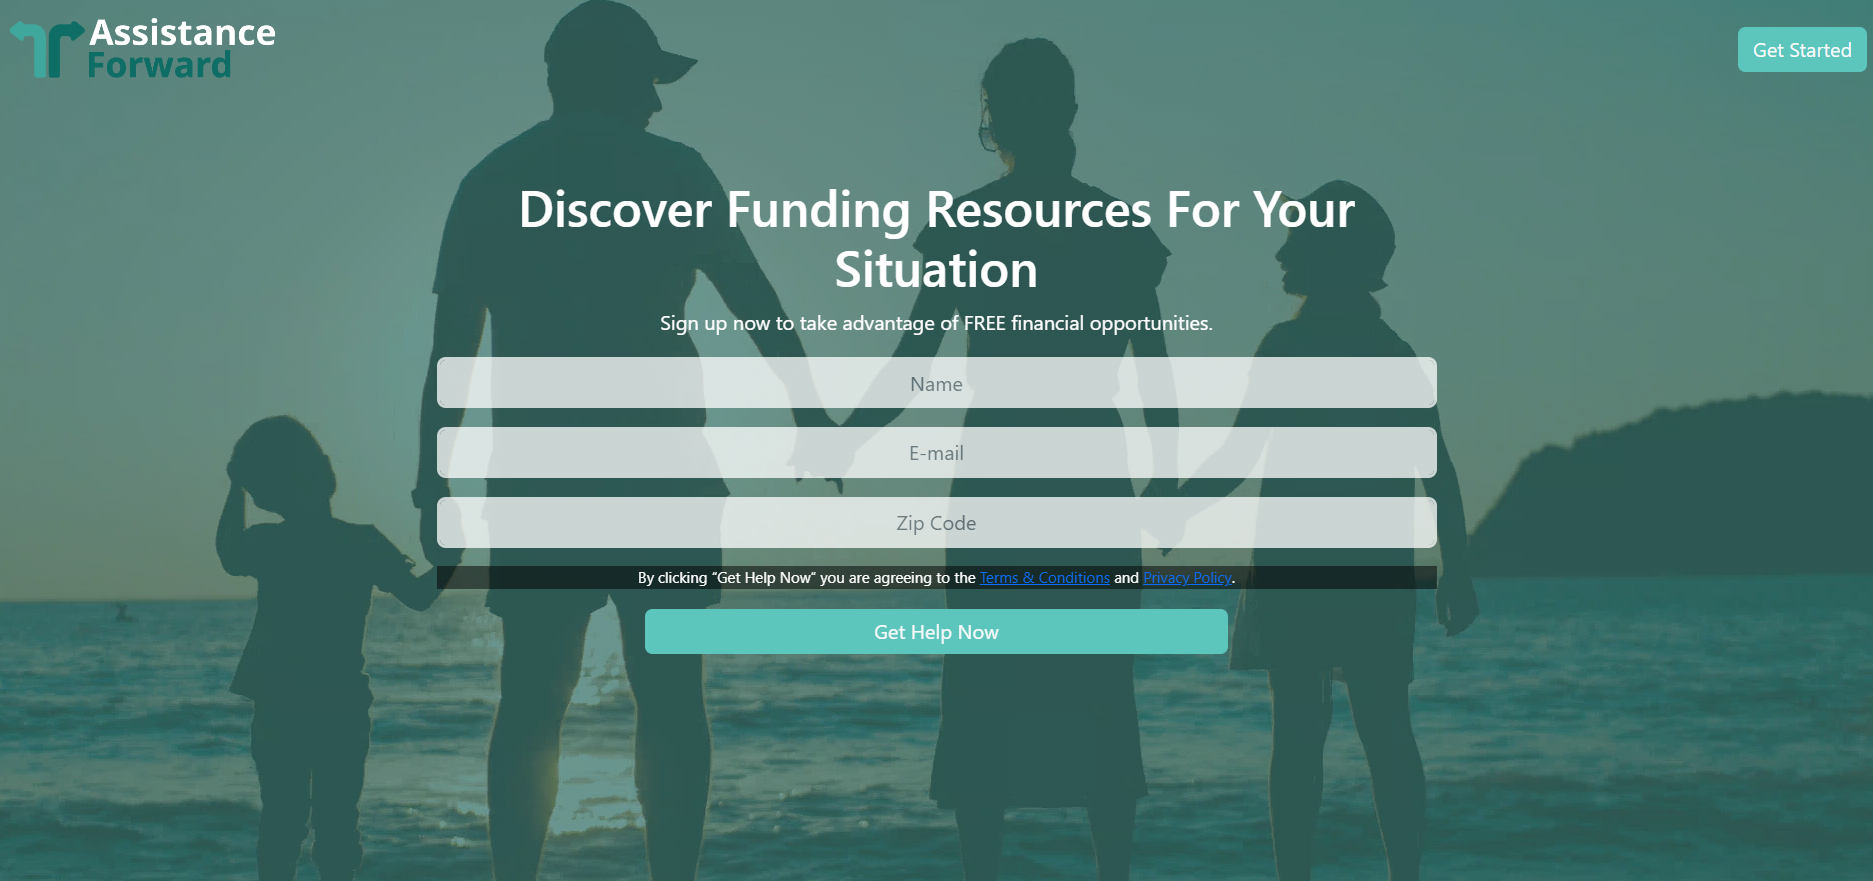 Assistance
Forward
Get Started
Discover Funding Resources For Your
Situation
Sign up now to take advantage of FREE financial opportunities.
Name
E-mail
Zip Code
By clicking “Get Help Now” you are agreeing to the Terms & Conditions and Privacy Policy.
Get Help Now